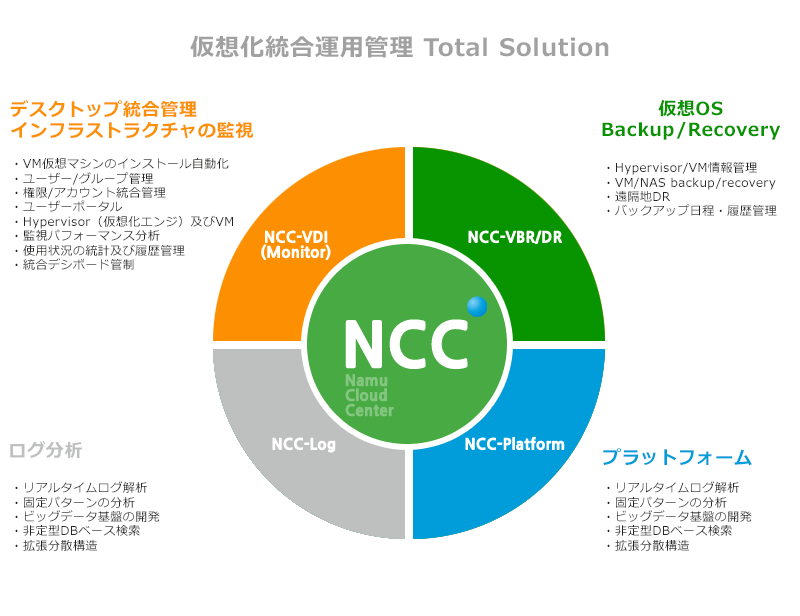 仮想化統合運用管理 Total Solution
デスクトップ統合管理
インフラストラクチャの監視
・VM仮想マシンのインストール自動化
・ユーザー/グループ管理
・権限/アカウント統合管理
・ユーザーポータル
・Hypervisor（仮想化エンジ）及びVM
・監視パフォーマンス分析
・使用状況の統計及び履歴管理
・統合デシボード管制
仮想OS
Backup/Recovery
・Hypervisor/VM情報管理
・VM/NAS backup/recovery
・遠隔地DR
・バックアップ日程・履歴管理
NCC-VDI
(Monitor)
NCC-VBR/DR
NCC
Namu
Cloud
Center
NCC-Log
NCC-Platform
ログ分析
・リアルタイムログ解析
・固定パターンの分析
・ビッグデータ基盤の開発
・非定型DBベース検索
・拡張分散構造
プラットフォーム
・リアルタイムログ解析
・固定パターンの分析
・ビッグデータ基盤の開発
・非定型DBベース検索
・拡張分散構造